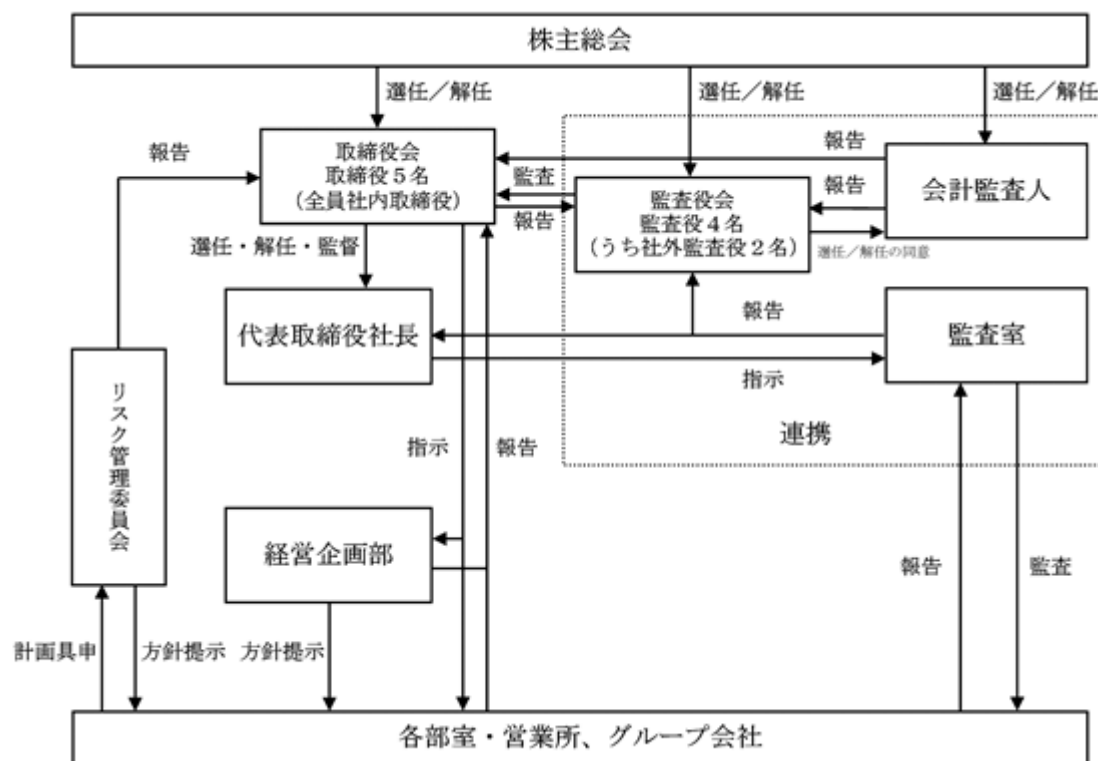 株主総会
選任／解任
選任／解任
選任／解任
報告
取締役会
取締役５名
（全員社内取締役）
報告
監査
報告
報告
監査役会
監査役４名
（うち社外監査役２名）
会計監査人
選任／解任の同意
選任・解任・監督
代表取締役社長
報告
監査室
指示
リスク管理委員会
連携
指示
報告
経営企画部
報告
監査
計画具申
方針提示
方針提示
各部室・営業所、グループ会社